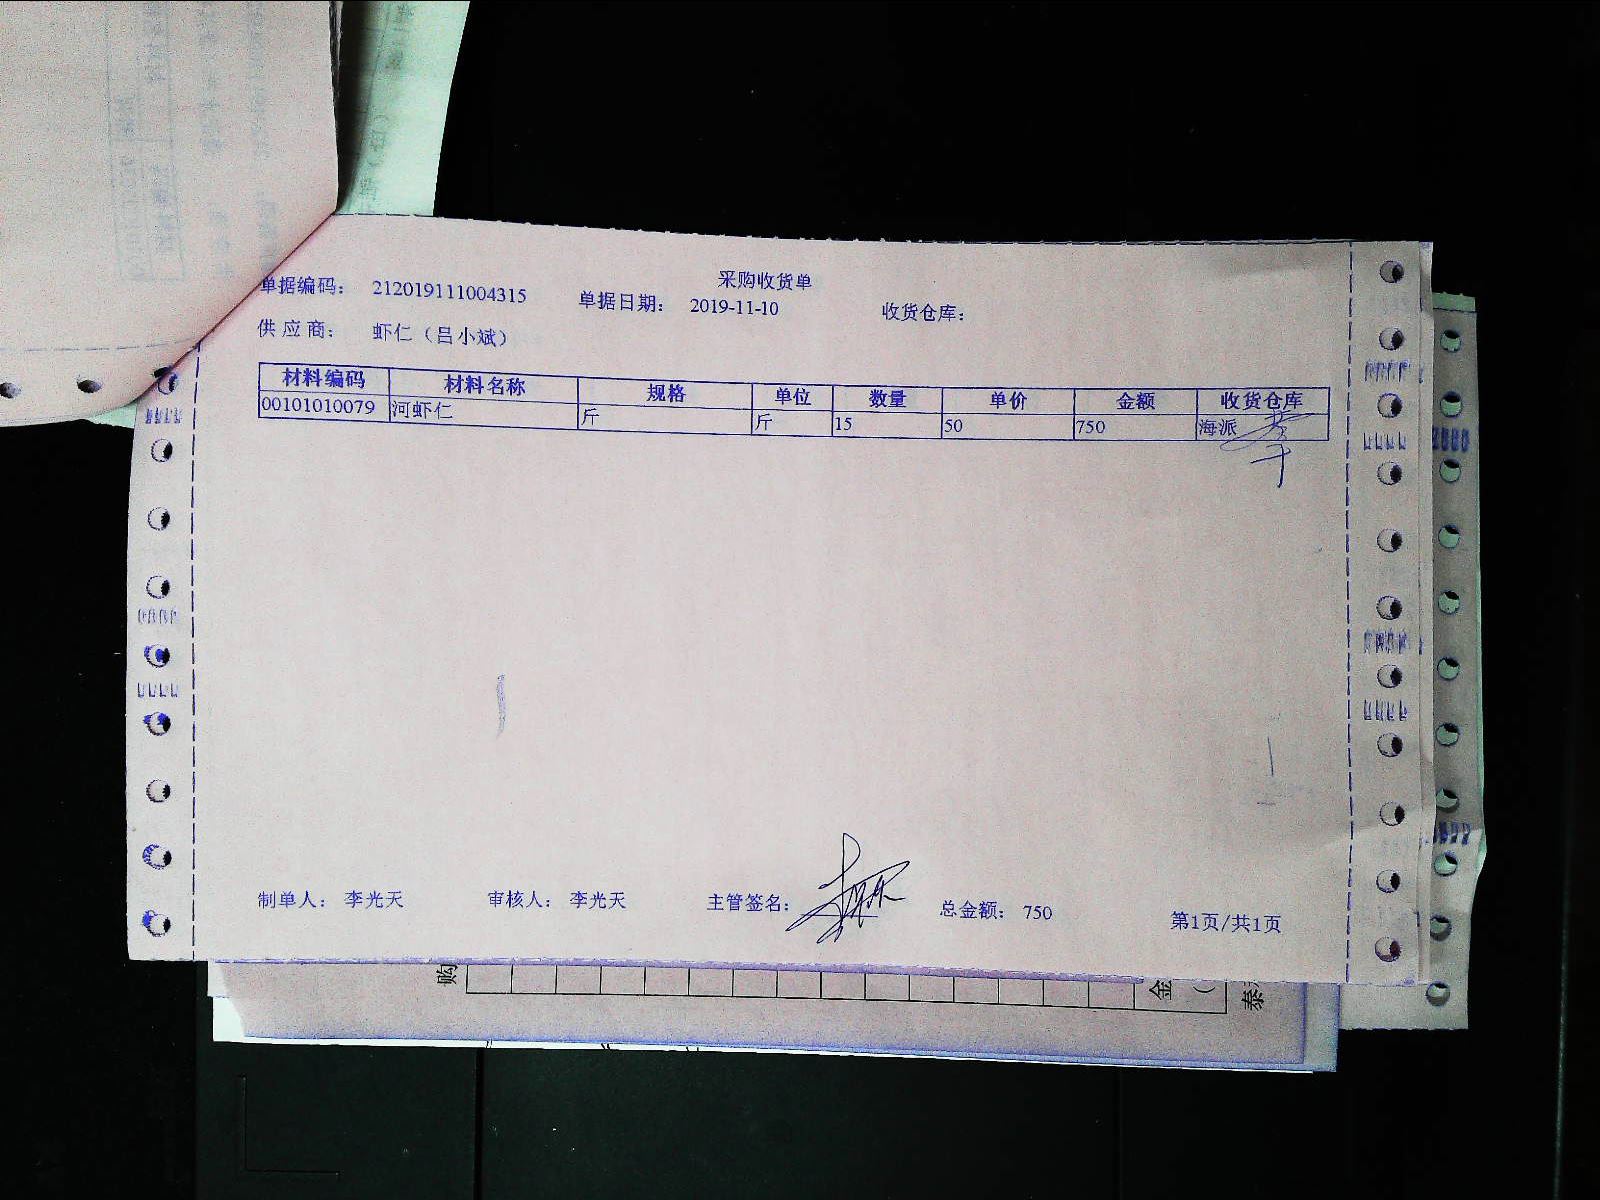 采购收货单
单据编码： 212019111004315 单据日期： 2019-11-10 收货仓库：
供应商： 虾仁（吕小斌）
材料编码 材料名称 规格 单位 数量 单价 金额 收货仓库
00101010079 河虾仁 斤 斤 15 50 750 海派
制单人： 李光天 审核人： 李光天 主管签名： 总金额： 750 第1页/共1页
购 金 （ 泰